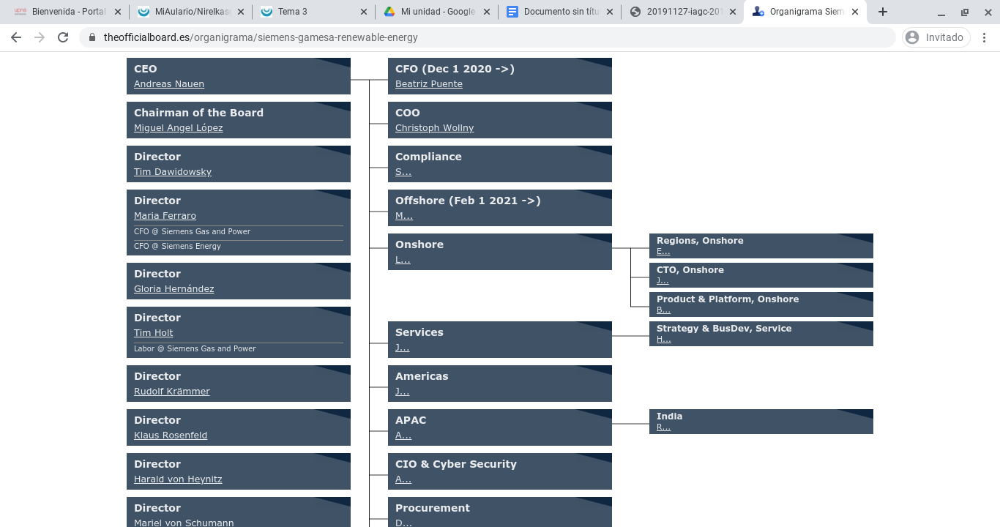 upna
Bienvenida - Portal
MiAulario/Nirelkas
Tema 3
Mi unidad - Google
Documento sin títu
20191127-iagc-201
Organigrama Siem
theofficialboard.es/organigrama/siemens-gamesa-renewable-energy
Invitado
CEO
Andreas Nauen
Chairman of the Board
Miguel Angel López
Director
Tim Dawidowsky
Director
Maria Ferraro
CFO @ Siemens Gas and Power
CFO @ Siemens Energy
Director
Gloria Hernández
Director
Tim Holt
Labor @ Siemens Gas and Power
Director
Rudolf Krämmer
Director
Klaus Rosenfeld
Director
Harald von Heynitz
Director
Mariel von Schumann
CFO (Dec 1 2020 ->)
Beatriz Puente
COO
Christoph Wollny
Compliance
S...
Offshore (Feb 1 2021 ->)
M...
Onshore
L...
Services
J...
Americas
J...
APAC
A...
CIO & Cyber Security
A...
Procurement
D...
Regions, Onshore
E...
CTO, Onshore
J...
Product & Platform, Onshore
B...
Strategy & BusDev, Service
H...
India
R...